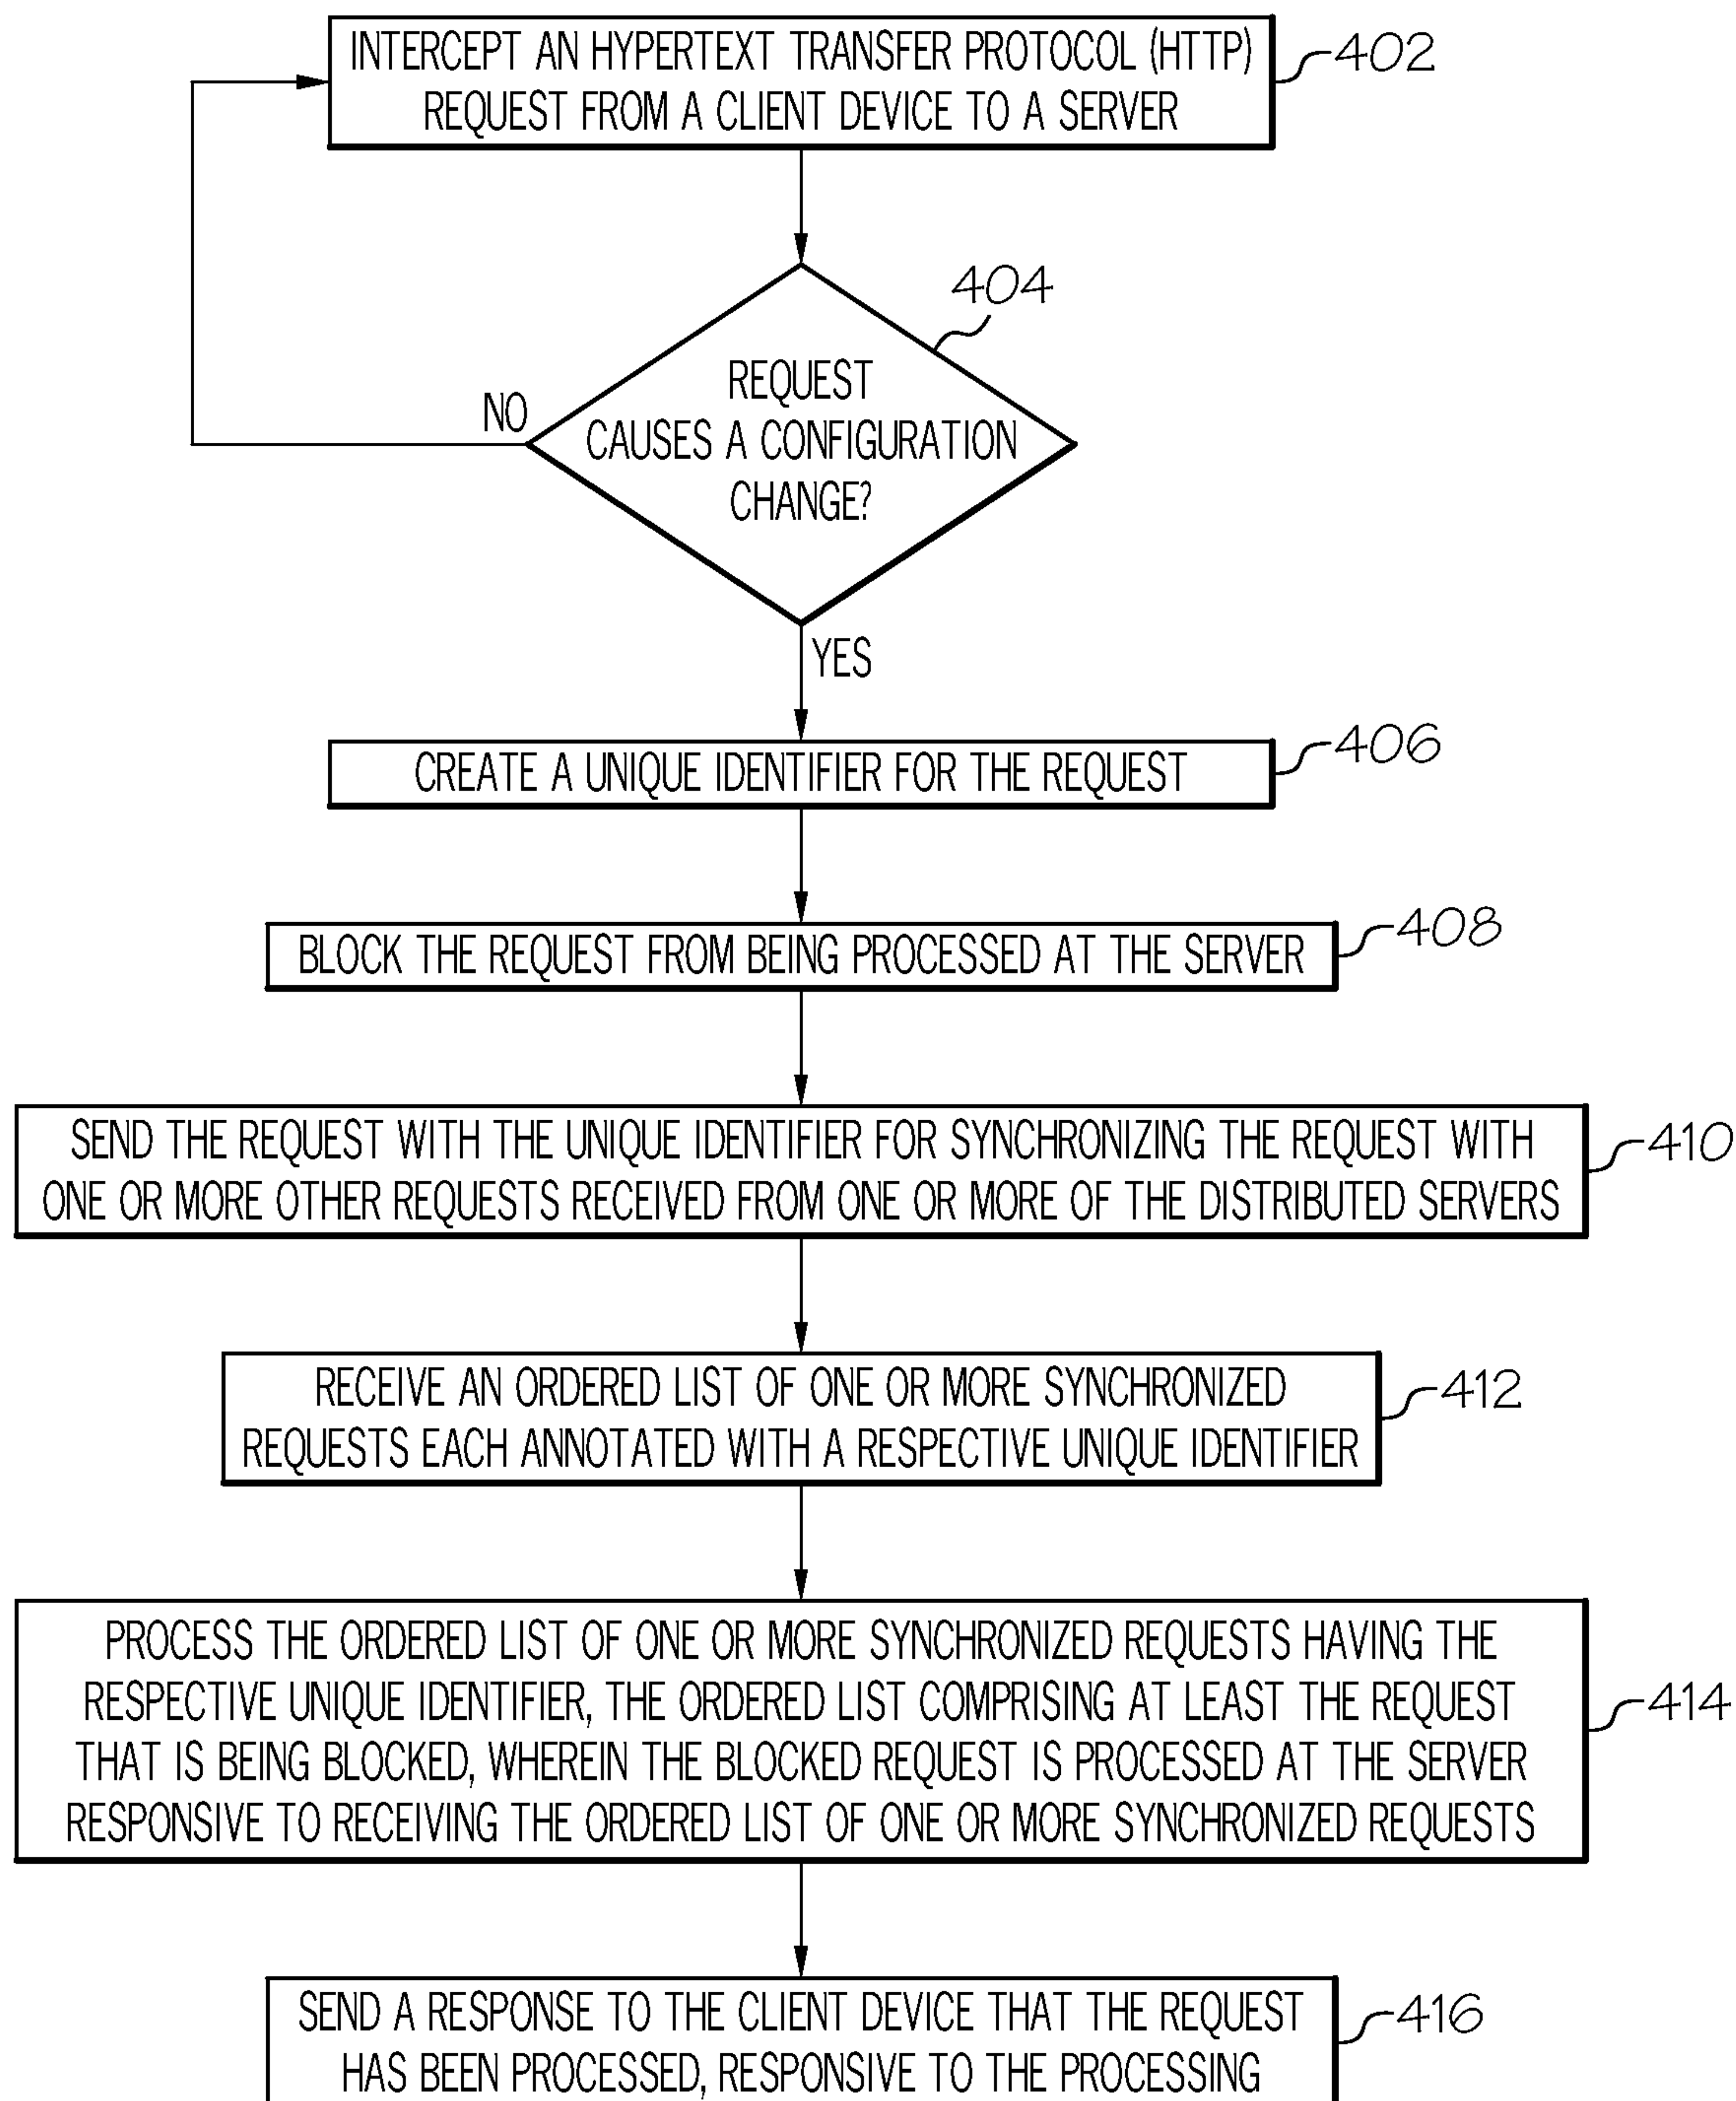 INTERCEPT AN HYPERTEXT TRANSFER PROTOCOL (HTTP)
REQUEST FROM A CLIENT DEVICE TO A SERVER
402
404
REQUEST
CAUSES A CONFIGURATION
CHANGE?
NO
YES
CREATE A UNIQUE IDENTIFIER FOR THE REQUEST
406
BLOCK THE REQUEST FROM BEING PROCESSED AT THE SERVER
408
SEND THE REQUEST WITH THE UNIQUE IDENTIFIER FOR SYNCHRONIZING THE REQUEST WITH
ONE OR MORE OTHER REQUESTS RECEIVED FROM ONE OR MORE OF THE DISTRIBUTED SERVERS
410
RECEIVE AN ORDERED LIST OF ONE OR MORE SYNCHRONIZED
REQUESTS EACH ANNOTATED WITH A RESPECTIVE UNIQUE IDENTIFIER
412
PROCESS THE ORDERED LIST OF ONE OR MORE SYNCHRONIZED REQUESTS HAVING THE
RESPECTIVE UNIQUE IDENTIFIER, THE ORDERED LIST COMPRISING AT LEAST THE REQUEST
THAT IS BEING BLOCKED, WHEREIN THE BLOCKED REQUEST IS PROCESSED AT THE SERVER
RESPONSIVE TO RECEIVING THE ORDERED LIST OF ONE OR MORE SYNCHRONIZED REQUESTS
414
SEND A RESPONSE TO THE CLIENT DEVICE THAT THE REQUEST
HAS BEEN PROCESSED, RESPONSIVE TO THE PROCESSING
416